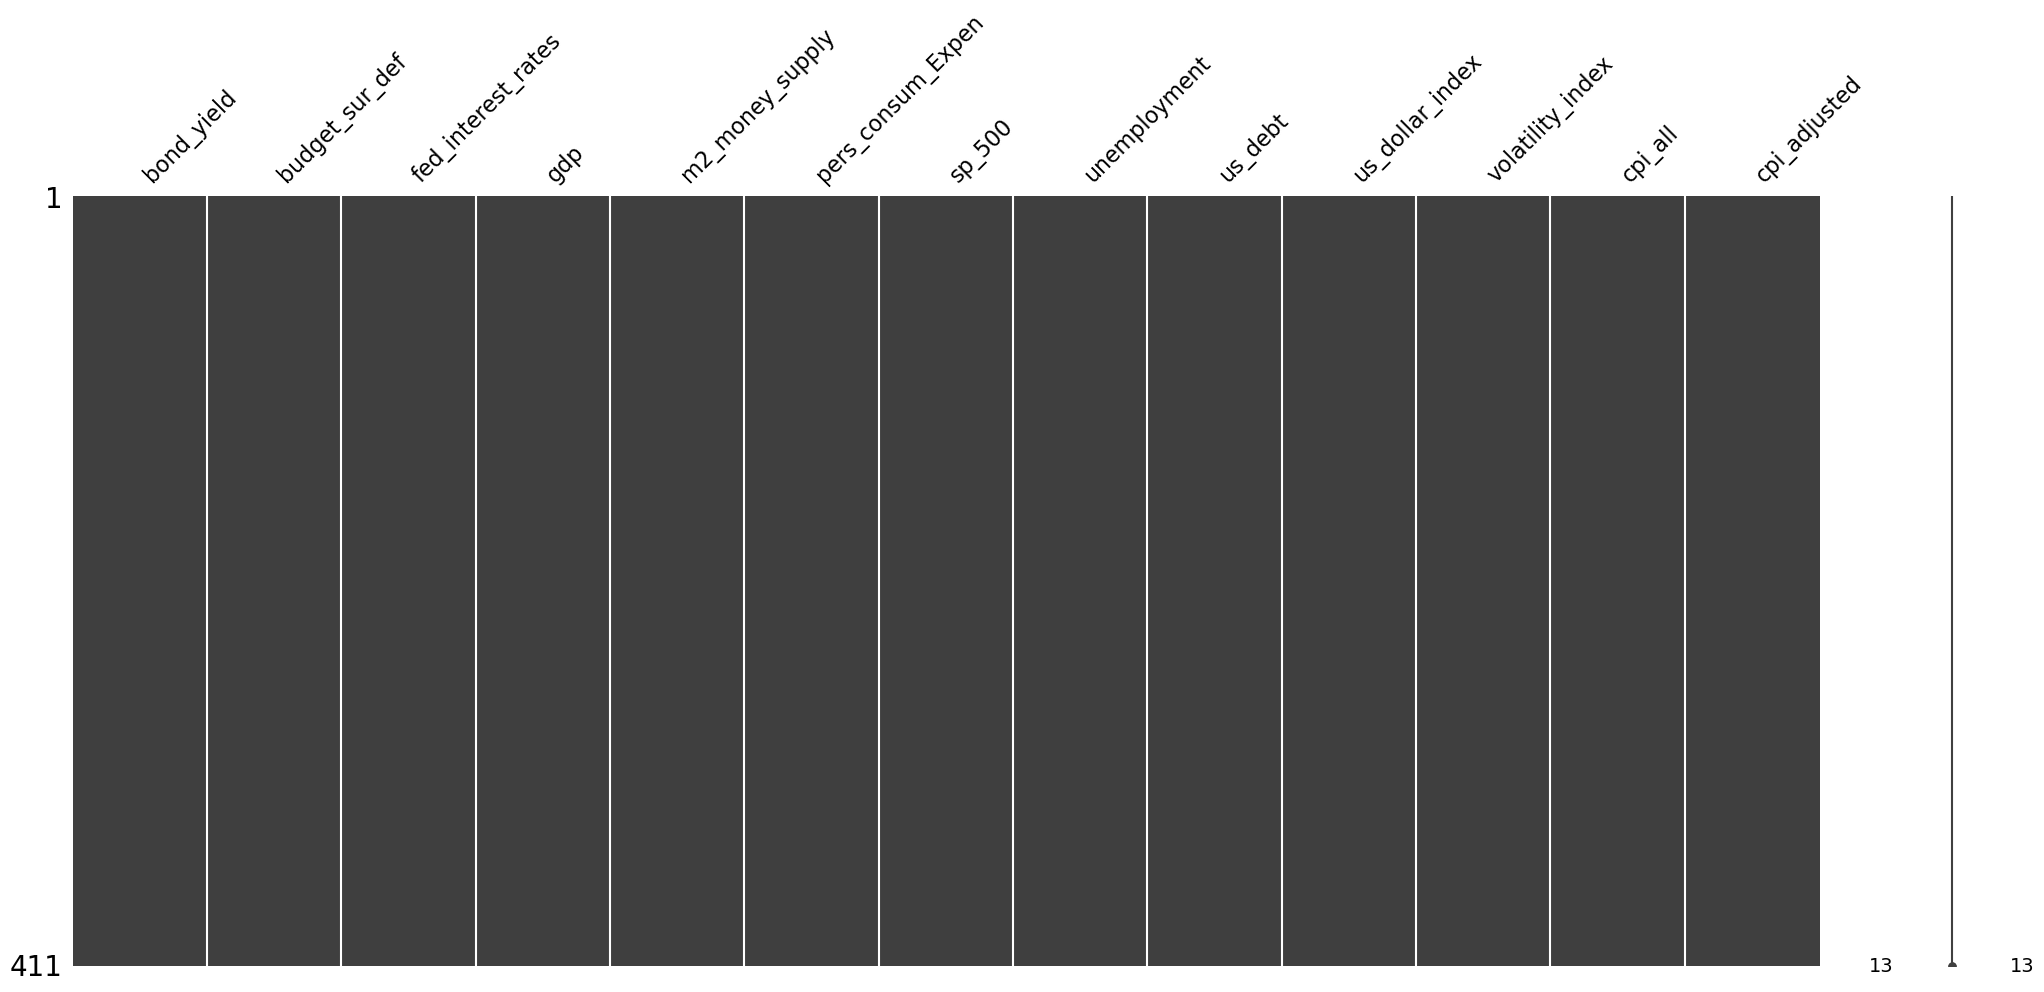 bond_yield
budget_sur_def
fed_interest_rates
gdp
m2_money_supply
pers_consum_Expen
sp_500
unemployment
us_debt
us_dollar_index
volatility_index
cpi_all
cpi_adjusted
1
411
13
13